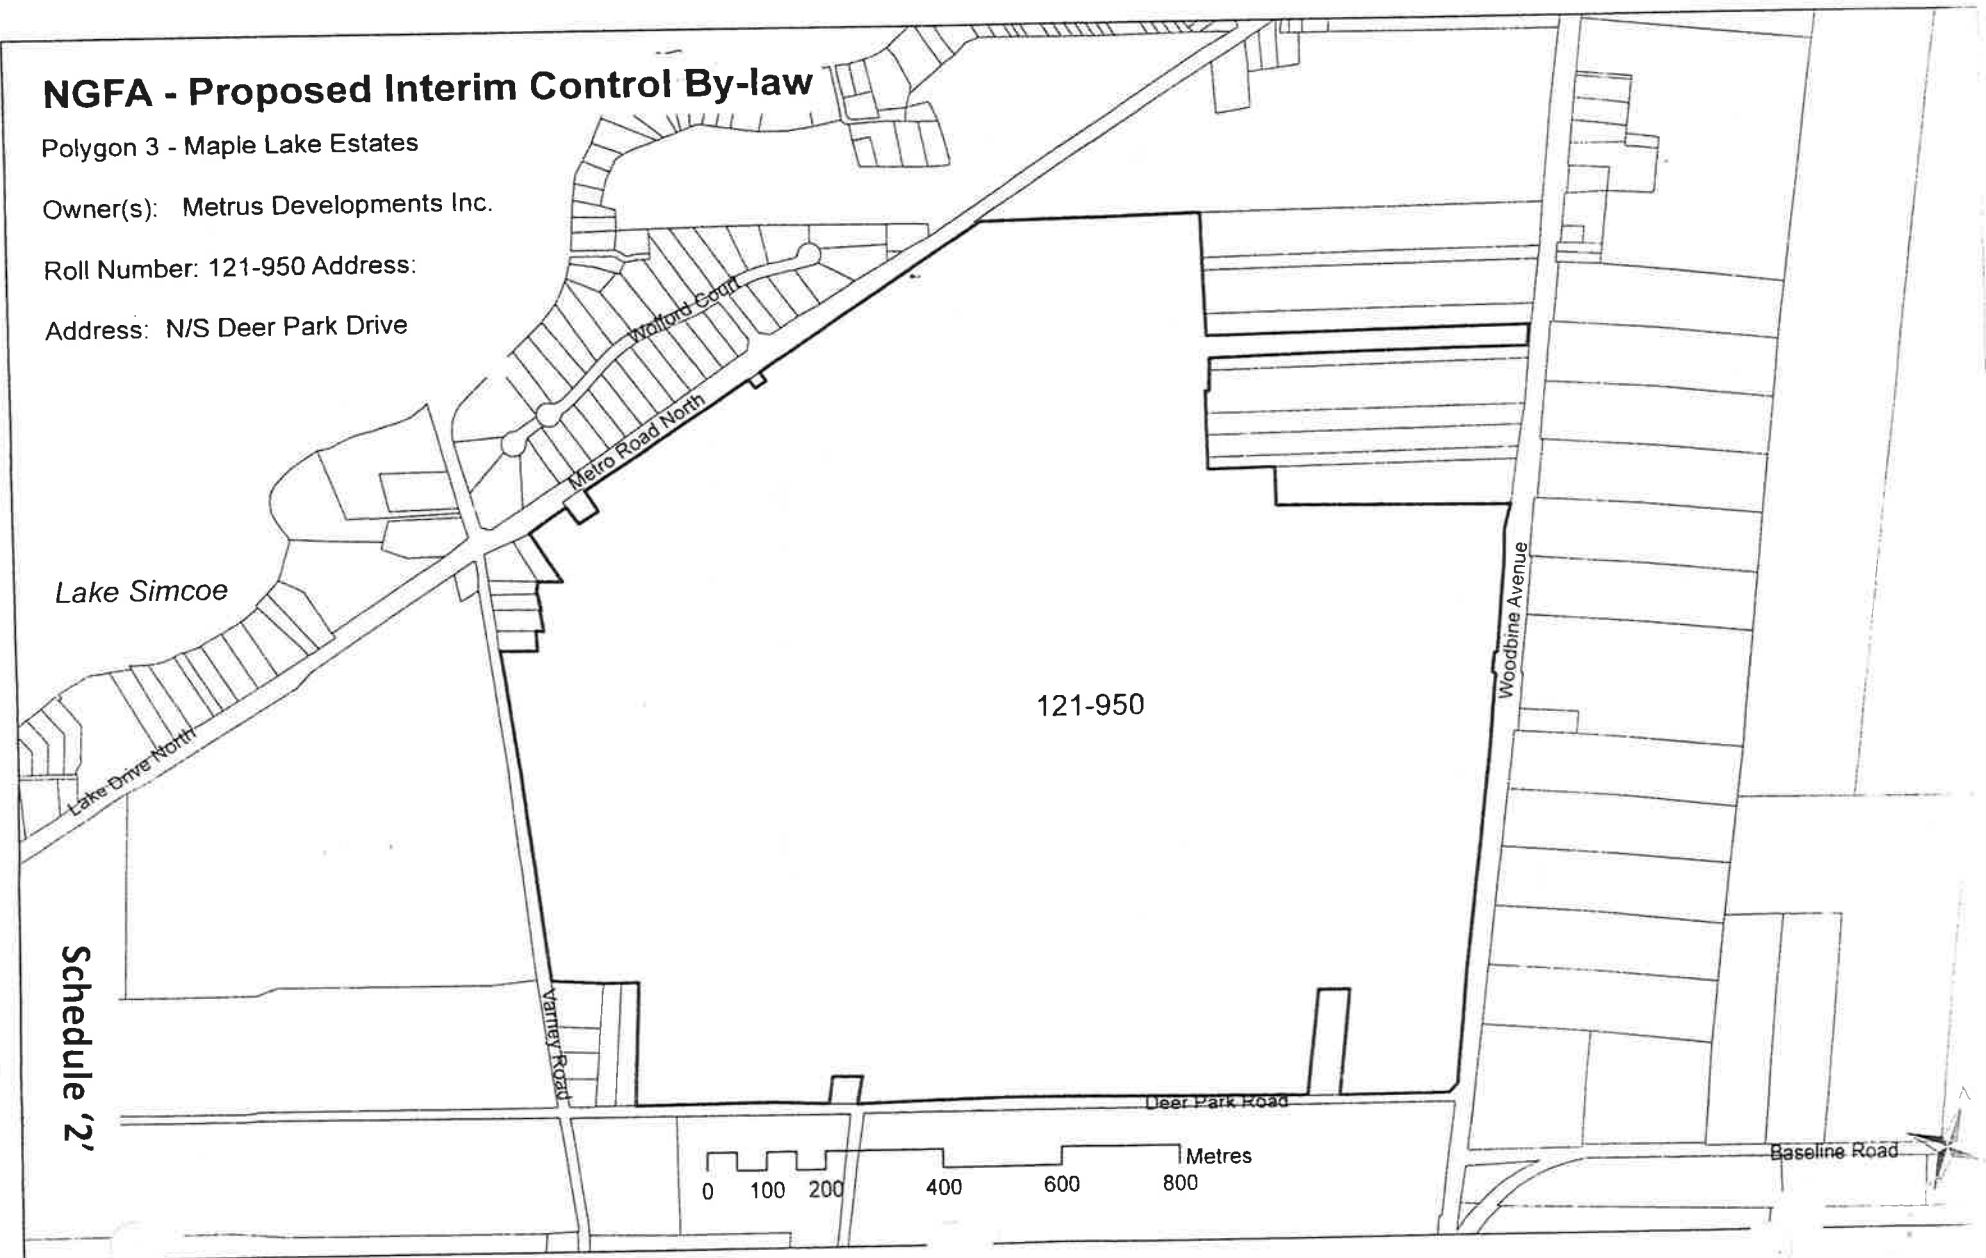 NGFA - Proposed Interim Control By-law
Polygon 3 - Maple Lake Estates
Owner(s): Metrus Developments Inc.
Roll Number: 121-950 Address:
Address: N/S Deer Park Drive
Wolford Court
Metro Road North
Lake Simcoe
Woodbine Avenue
121-950
Lake Drive North
Schedule '2'
Varney Road
Deer Park Road
Baseline Road
Metres
0 100 200 400 600 800